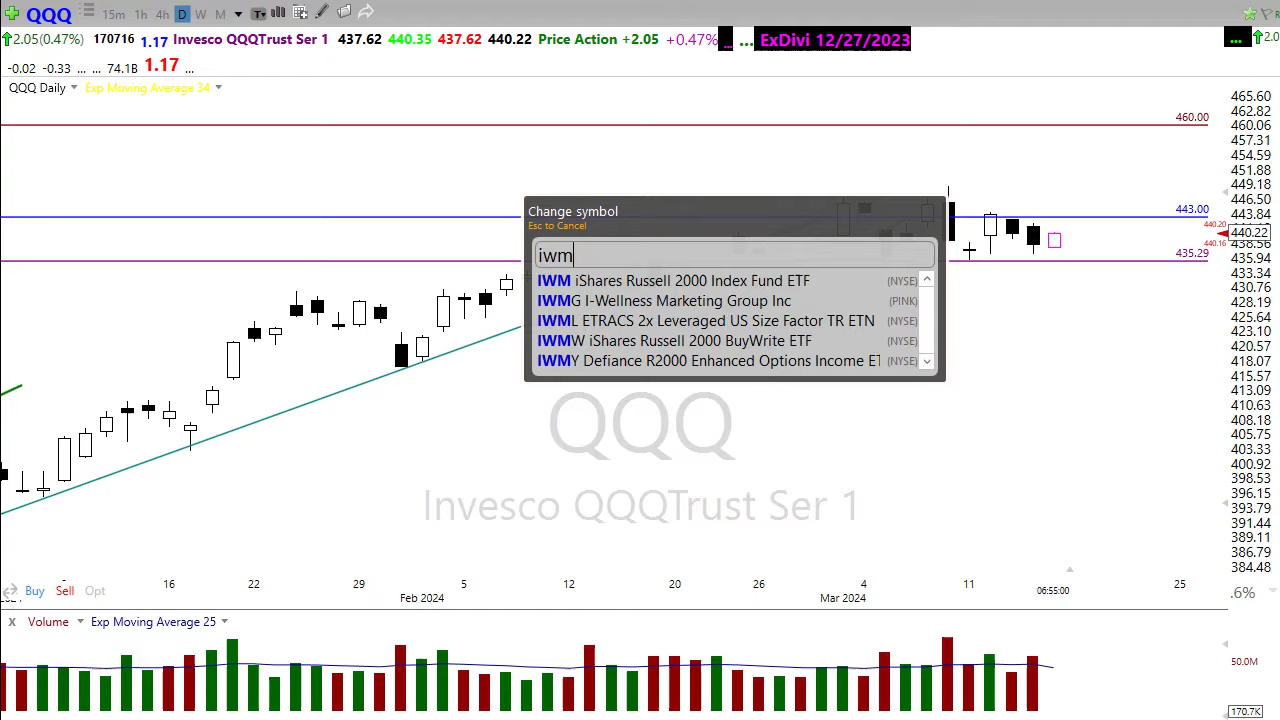 QQQ 15m 1h 4h D W M
2.05(0.47%) 170716 1.17 Invesco QQQTrust Ser 1 437.62 440.35 437.62 440.22 Price Action +2.05 +0.47% ... ExDivi 12/27/2023 ... 2.0
-0.02 -0.33 ... ... 74.1B 1.17 ...
QQQ Daily Exp Moving Average 34
465.60
462.82
460.00
460.06
457.31
454.59
451.88
449.18
446.50
443.00
443.84
440.20
440.22
440.16
438.56
435.29
435.94
433.34
430.76
428.19
425.64
423.10
420.57
418.07
415.57
413.09
410.63
408.18
405.75
403.33
400.92
398.53
396.15
393.79
391.44
389.11
386.79
384.48
Change symbol
Esc to Cancel
iwm
IWM iShares Russell 2000 Index Fund ETF (NYSE)
IWMG I-Wellness Marketing Group Inc (PINK)
IWML ETRACS 2x Leveraged US Size Factor TR ETN (NYSE)
IWMW iShares Russell 2000 BuyWrite ETF (NYSE)
IWMY Defiance R2000 Enhanced Options Income ET (NYSE)
QQQ
Invesco QQQTrust Ser 1
16 22 29 5 12 20 26 4 11 25
Buy Sell Opt 06:55:00 .6%
Feb 2024 Mar 2024
X Volume Exp Moving Average 25
50.0M
170.7K